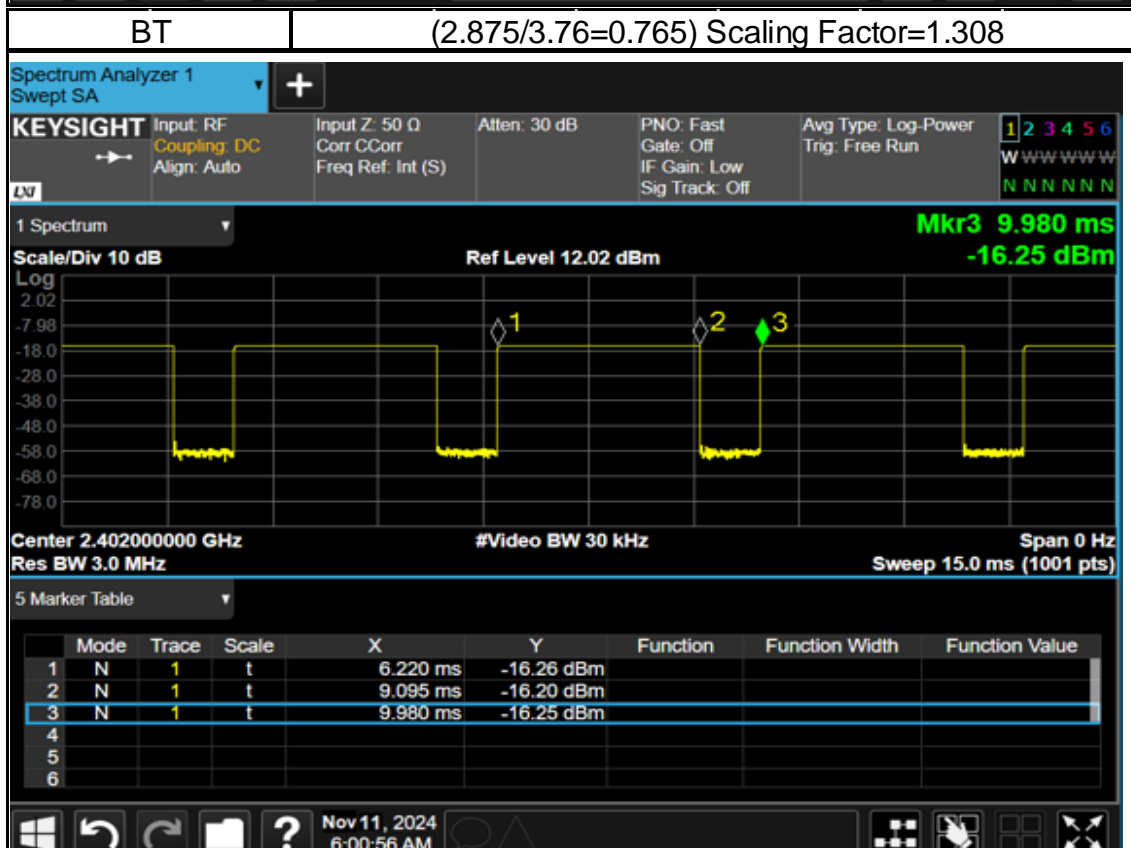 BT (2.875/3.76=0.765) Scaling Factor=1.308
Spectrum Analyzer 1
Swept SA
+
KEYSIGHT Input: RF Input Z: 50 Ω Atten: 30 dB PNO: Fast Avg Type: Log-Power 1 2 3 4 5 6
Coupling: DC Corr CCorr Gate: Off Trig: Free Run W W W W W W
Align: Auto Freq Ref: Int (S) IF Gain: Low
LXI Sig Track: Off N N N N N N
1 Spectrum Mkr3 9.980 ms
Scale/Div 10 dB Ref Level 12.02 dBm -16.25 dBm
Log
2.02
-7.98 1 2 3
-18.0
-28.0
-38.0
-48.0
-58.0
-68.0
-78.0
Center 2.402000000 GHz #Video BW 30 kHz Span 0 Hz
Res BW 3.0 MHz Sweep 15.0 ms (1001 pts)
5 Marker Table
Mode Trace Scale X Y Function Function Width Function Value
1 N 1 t 6.220 ms -16.26 dBm
2 N 1 t 9.095 ms -16.20 dBm
3 N 1 t 9.980 ms -16.25 dBm
4
5
6
? Nov 11, 2024
6:00:56 AM